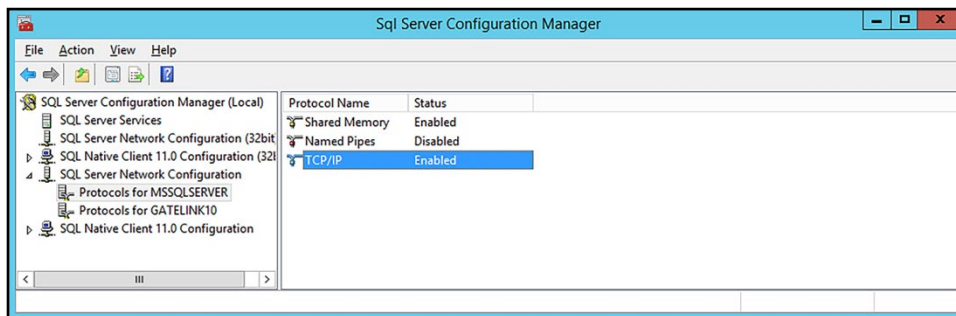 Sql Server Configuration Manager
File Action View Help
SQL Server Configuration Manager (Local)
SQL Server Services
SQL Server Network Configuration (32bit
SQL Native Client 11.0 Configuration (32l
SQL Server Network Configuration
Protocols for MSSQLSERVER
Protocols for GATELINK10
SQL Native Client 11.0 Configuration
Protocol Name Status
Shared Memory Enabled
Named Pipes Disabled
TCP/IP Enabled